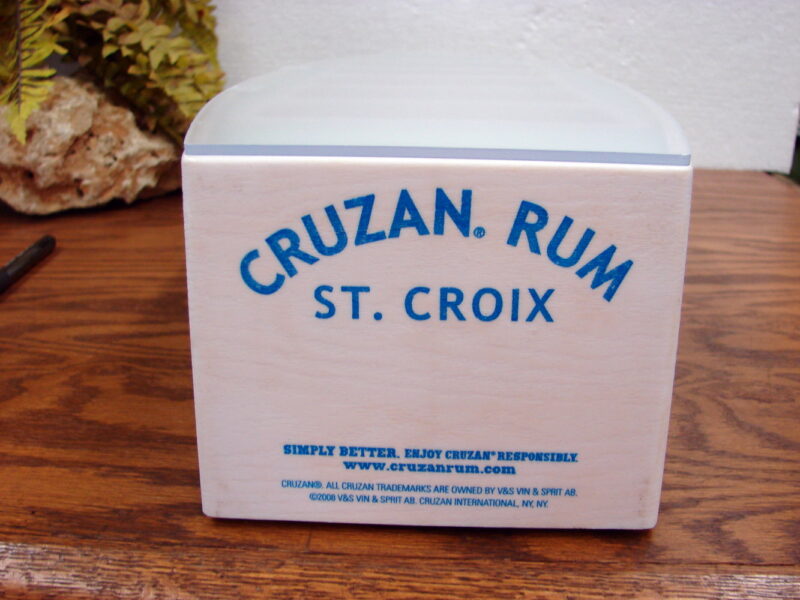 CRUZAN® RUM
ST. CROIX
SIMPLY BETTER. ENJOY CRUZAN® RESPONSIBLY.
www.cruzanrum.com
CRUZAN®. ALL CRUZAN TRADEMARKS ARE OWNED BY V&S VIN & SPRIT AB.
©2008 V&S VIN & SPRIT AB. CRUZAN INTERNATIONAL, NY, NY.